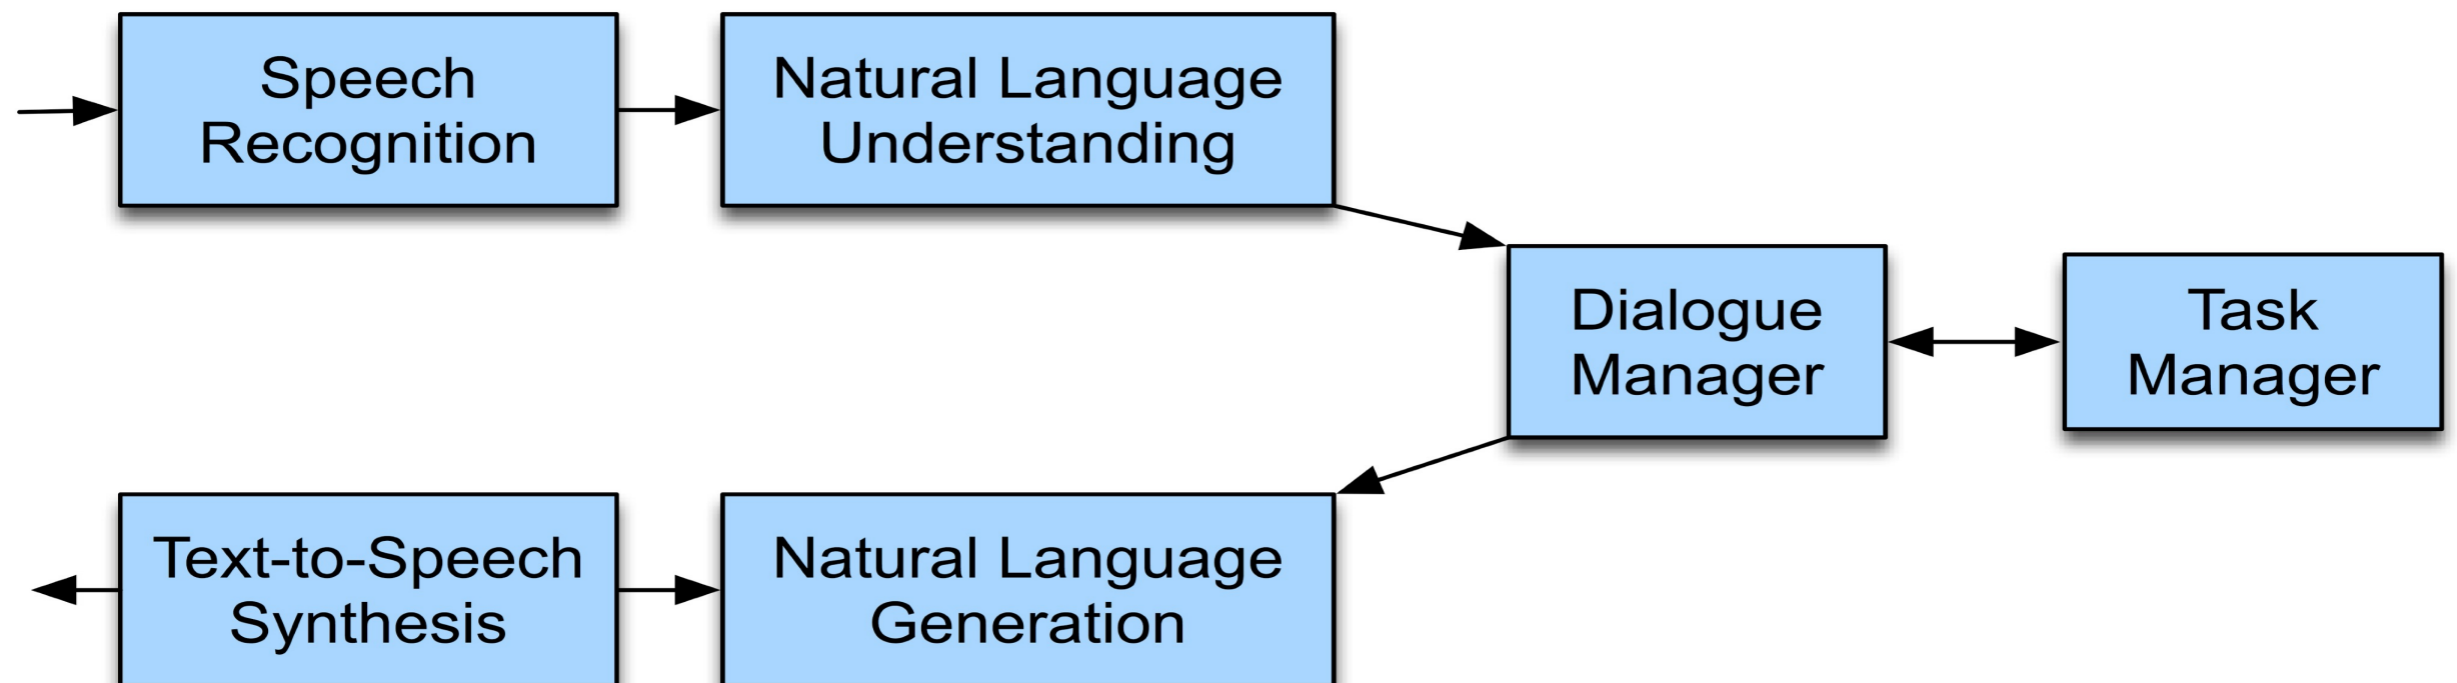 Speech
Recognition
Natural Language
Understanding
Dialogue
Manager
Task
Manager
Text-to-Speech
Synthesis
Natural Language
Generation